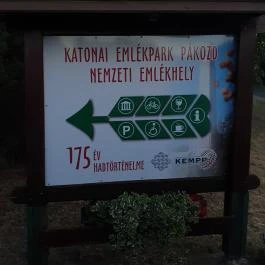 KATONAI EMLÉKPARK PÁKOZD
NEMZETI EMLÉKHELY
P
i
175 ÉV
HADTÖRTÉNELME
KEMPP